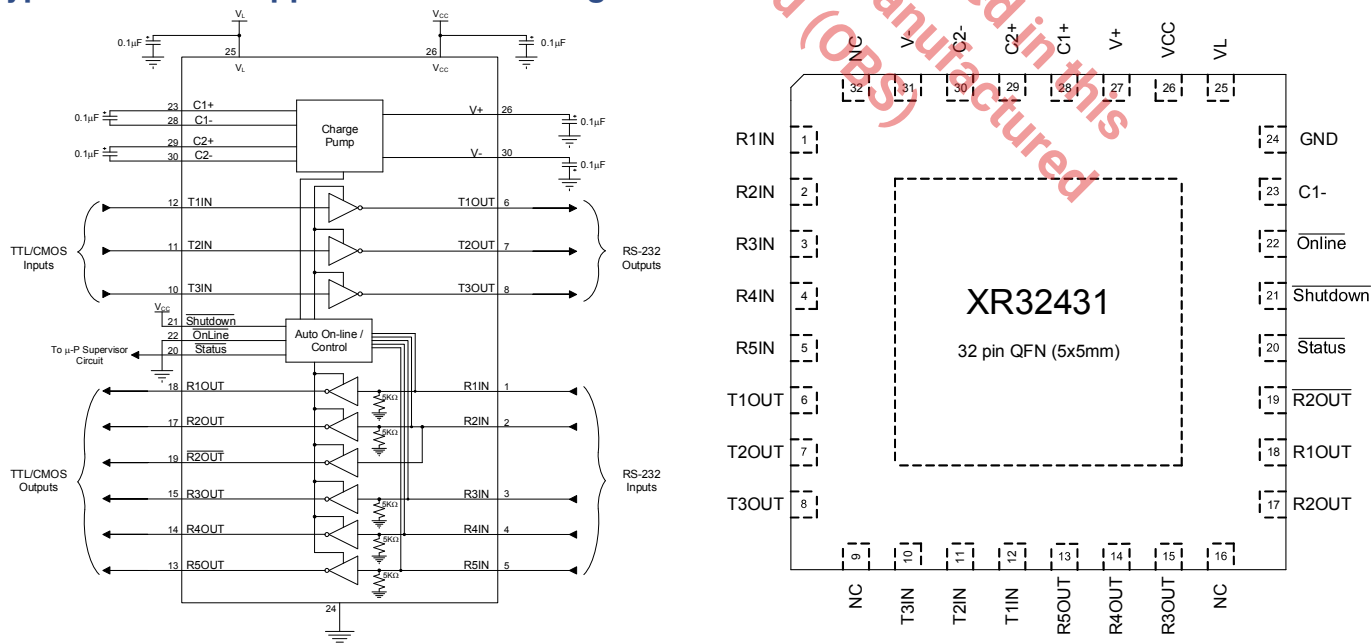 VL
0.1µF
25
VL
VCC
0.1µF
26
VCC
23 C1+
0.1µF
28 C1-
29 C2+
0.1µF
30 C2-
Charge
Pump
V+ 26
0.1µF
V- 30
0.1µF
TTL/CMOS
Inputs
12 T1IN
T1OUT 6
11 T2IN
T2OUT 7
10 T3IN
T3OUT 8
RS-232
Outputs
VCC
21 Shutdown
22 OnLine
20 Status
To µ-P Supervisor
Circuit
Auto On-line /
Control
TTL/CMOS
Outputs
18 R1OUT
R1IN 1
5KΩ
17 R2OUT
R2IN 2
5KΩ
19 R2OUT
15 R3OUT
R3IN 3
5KΩ
14 R4OUT
R4IN 4
5KΩ
13 R5OUT
R5IN 5
5KΩ
RS-232
Inputs
24
ed in this
anufactured
d (OBS)
NC
V-
C2-
C2+
C1+
V+
VCC
VL
32
31
30
29
28
27
26
25
R1IN 1
R2IN 2
R3IN 3
R4IN 4
R5IN 5
T1OUT 6
T2OUT 7
T3OUT 8
XR32431
32 pin QFN (5x5mm)
24 GND
23 C1-
22 Online
21 Shutdown
20 Status
19 R2OUT
18 R1OUT
17 R2OUT
9
10
11
12
13
14
15
16
NC
T3IN
T2IN
T1IN
R5OUT
R4OUT
R3OUT
NC